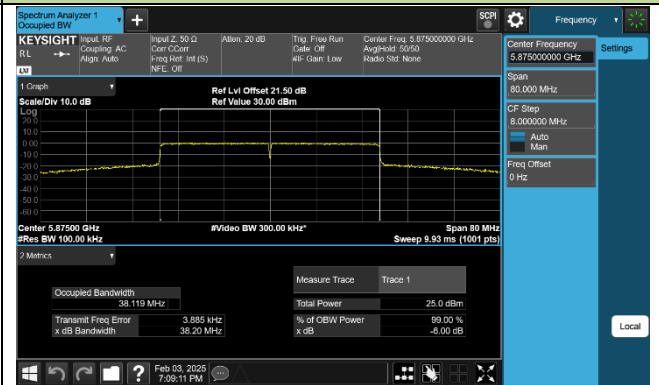 Spectrum Analyzer 1
Occupied BW
+
SCPI
Frequency
KEYSIGHT
RL
LXI
Input: RF
Coupling: AC
Align: Auto
Input Z: 50 Ω
Corr CCorr
Freq Ref: Int (S)
NFE: Off
Atten: 20 dB
Trig: Free Run
Gate: Off
#IF Gain: Low
Center Freq: 5.875000000 GHz
Avg|Hold: 50/50
Radio Std: None
Center Frequency
5.875000000 GHz
Settings
Span
80.000 MHz
CF Step
8.000000 MHz
Auto
Man
Freq Offset
0 Hz
Local
1 Graph
Scale/Div 10.0 dB
Ref Lvl Offset 21.50 dB
Ref Value 30.00 dBm
Log
20.0
10.0
0.00
-10.0
-20.0
-30.0
-40.0
-50.0
-60.0
Center 5.87500 GHz
#Video BW 300.00 kHz*
Span 80 MHz
#Res BW 100.00 kHz
Sweep 9.93 ms (1001 pts)
2 Metrics
Measure Trace Trace 1
Occupied Bandwidth
38.119 MHz
Total Power 25.0 dBm
Transmit Freq Error 3.885 kHz
% of OBW Power 99.00 %
x dB Bandwidth 38.20 MHz
x dB -6.00 dB
?
Feb 03, 2025
7:09:11 PM